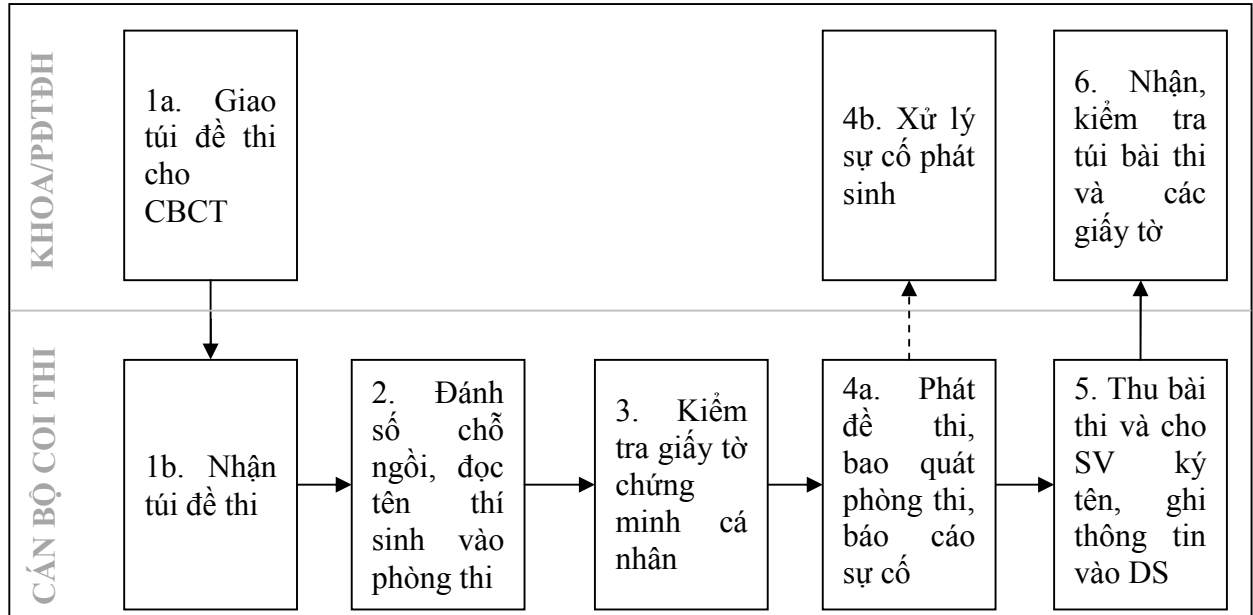 KHOA/PĐTĐH
1a. Giao
túi đề thi
cho
CBCT
4b. Xử lý
sự cố phát
sinh
6. Nhận,
kiểm tra
túi bài thi
và các
giấy tờ
CÁN BỘ COI THI
1b. Nhận
túi đề thi
2. Đánh
số chỗ
ngồi, đọc
tên thí
sinh vào
phòng thi
3. Kiểm
tra giấy tờ
chứng
minh cá
nhân
4a. Phát
đề thi,
bao quát
phòng thi,
báo cáo
sự cố
5. Thu bài
thi và cho
SV ký
tên, ghi
thông tin
vào DS